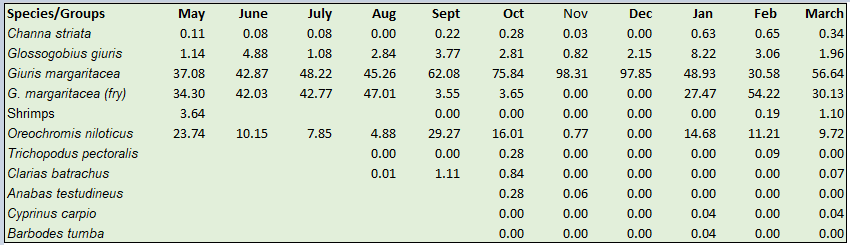 Species/Groups May June July Aug Sept Oct Nov Dec Jan Feb March
Channa striata 0.11 0.08 0.08 0.00 0.22 0.28 0.03 0.00 0.63 0.65 0.34
Glossogobius giuris 1.14 4.88 1.08 2.84 3.77 2.81 0.82 2.15 8.22 3.06 1.96
Giuris margaritacea 37.08 42.87 48.22 45.26 62.08 75.84 98.31 97.85 48.93 30.58 56.64
G. margaritacea (fry) 34.30 42.03 42.77 47.01 3.55 3.65 0.00 0.00 27.47 54.22 30.13
Shrimps 3.64 0.00 0.00 0.00 0.00 0.00 0.19 1.10
Oreochromis niloticus 23.74 10.15 7.85 4.88 29.27 16.01 0.77 0.00 14.68 11.21 9.72
Trichopodus pectoralis 0.00 0.00 0.28 0.00 0.00 0.00 0.09 0.00
Clarias batrachus 0.01 1.11 0.84 0.00 0.00 0.00 0.00 0.07
Anabas testudineus 0.28 0.06 0.00 0.00 0.00 0.00
Cyprinus carpio 0.00 0.00 0.00 0.04 0.00 0.04
Barbodes tumba 0.00 0.00 0.00 0.04 0.00 0.00